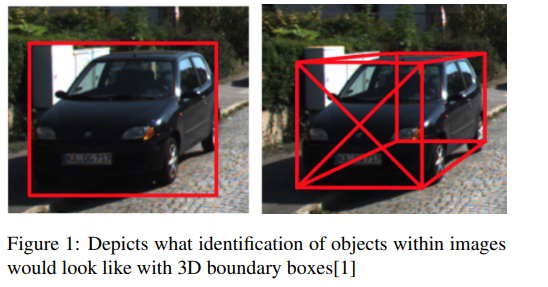 Figure 1: Depicts what identification of objects within images
would look like with 3D boundary boxes[1]